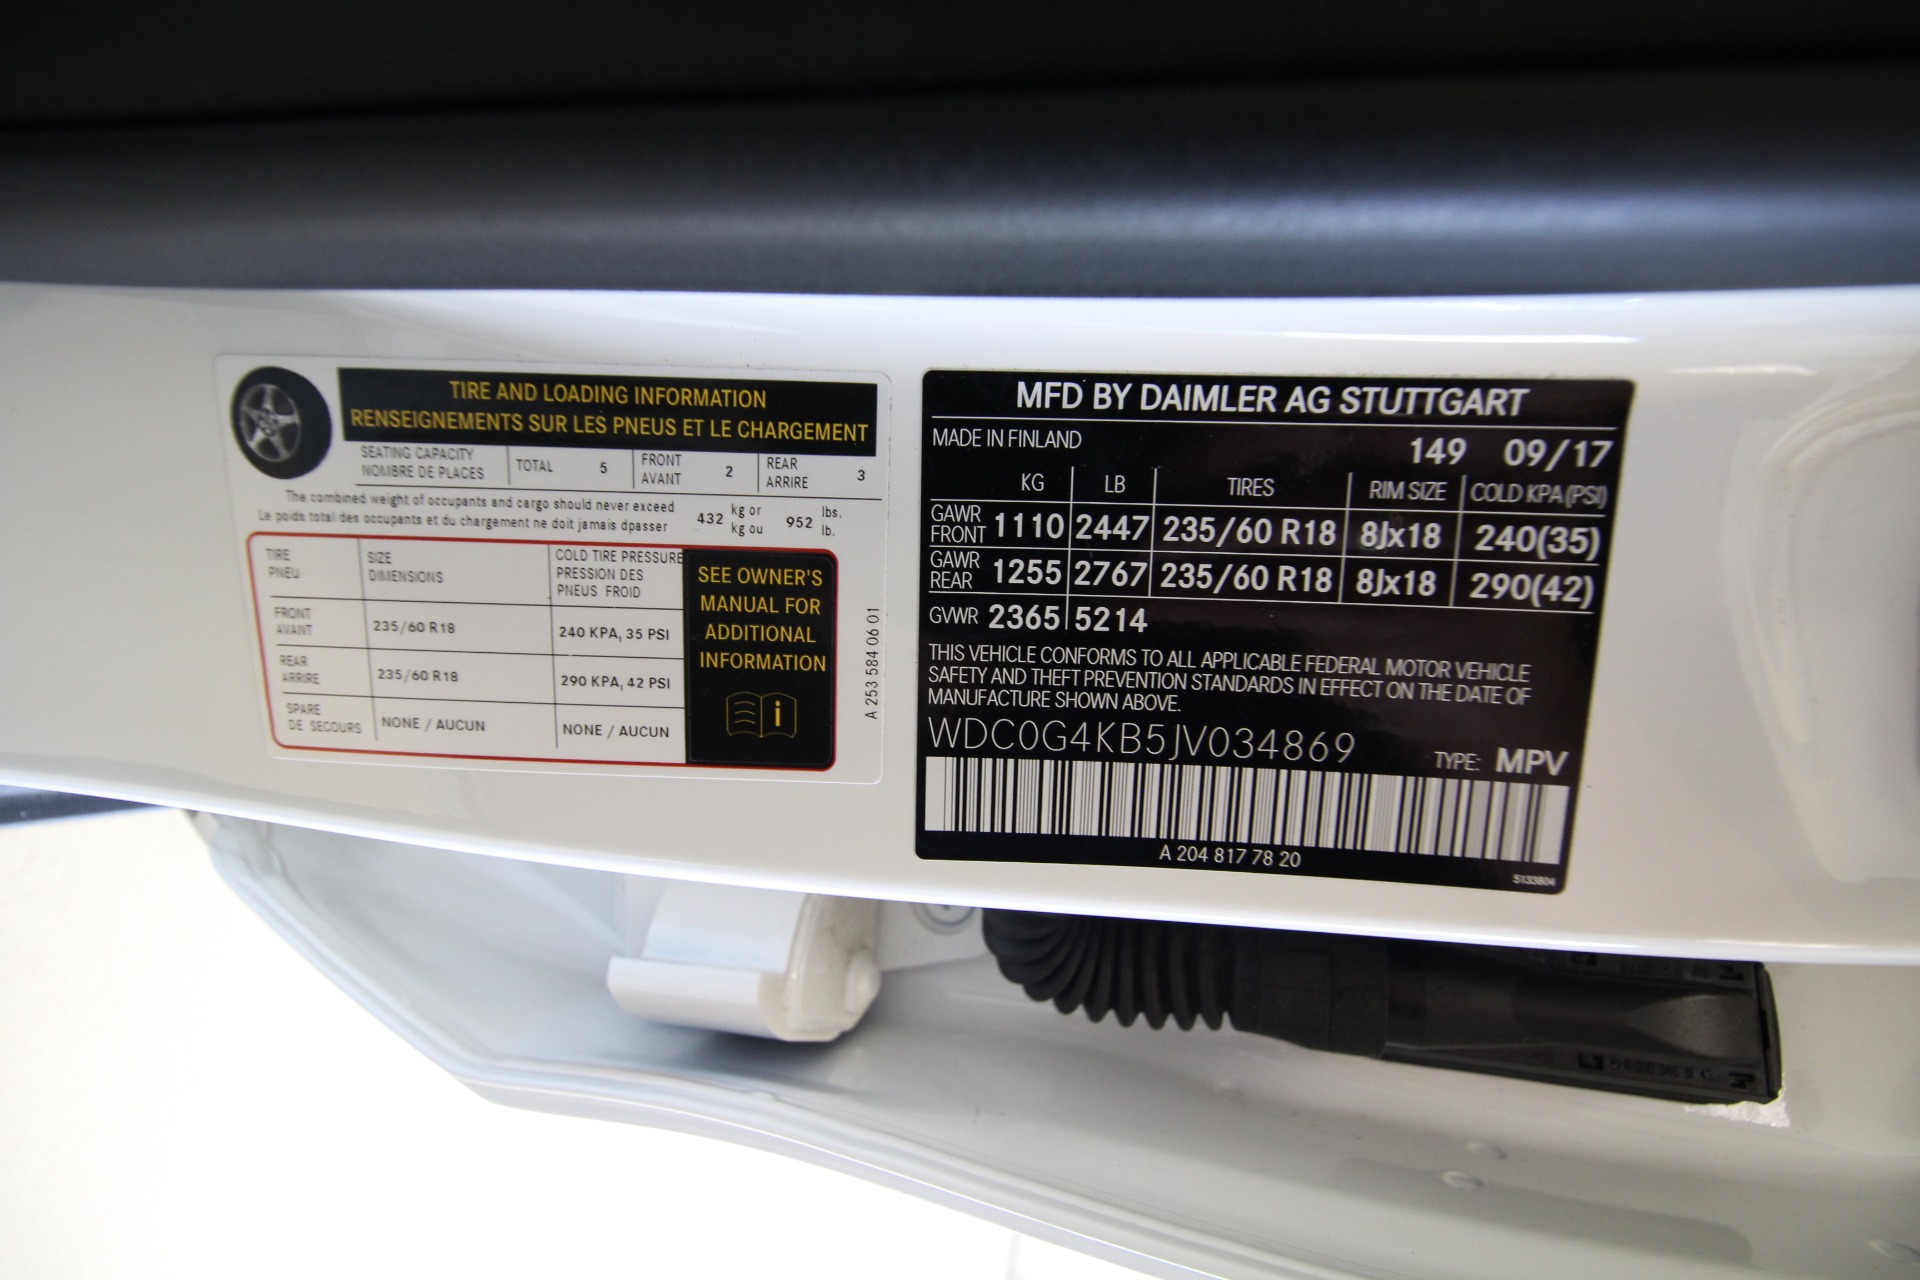 TIRE AND LOADING INFORMATION
RENSEIGNEMENTS SUR LES PNEUS ET LE CHARGEMENT
SEATING CAPACITY
NOMBRE DE PLACES
TOTAL 5
FRONT
AVANT
2
REAR
ARRIRE
3
The combined weight of occupants and cargo should never exceed
Le poids total des occupants et du chargement ne doit jamais dpasser
432
kg or
kg ou
952
lbs.
lb.
TIRE
PNEU
SIZE
DIMENSIONS
COLD TIRE PRESSURE
PRESSION DES
PNEUS FROID
FRONT
AVANT
235/60 R18
240 KPA, 35 PSI
REAR
ARRIRE
235/60 R18
290 KPA, 42 PSI
SPARE
DE SECOURS
NONE / AUCUN
NONE / AUCUN
SEE OWNER'S
MANUAL FOR
ADDITIONAL
INFORMATION
i
A 253 584 06 01
MFD BY DAIMLER AG STUTTGART
MADE IN FINLAND
149 09/17
KG LB TIRES RIM SIZE COLD KPA(PSI)
GAWR
FRONT
1110 2447 235/60 R18 8Jx18 240(35)
GAWR
REAR
1255 2767 235/60 R18 8Jx18 290(42)
GVWR 2365 5214
THIS VEHICLE CONFORMS TO ALL APPLICABLE FEDERAL MOTOR VEHICLE
SAFETY AND THEFT PREVENTION STANDARDS IN EFFECT ON THE DATE OF
MANUFACTURE SHOWN ABOVE.
WDC0G4KB5JV034869
TYPE: MPV
A 204 817 78 20
5133804